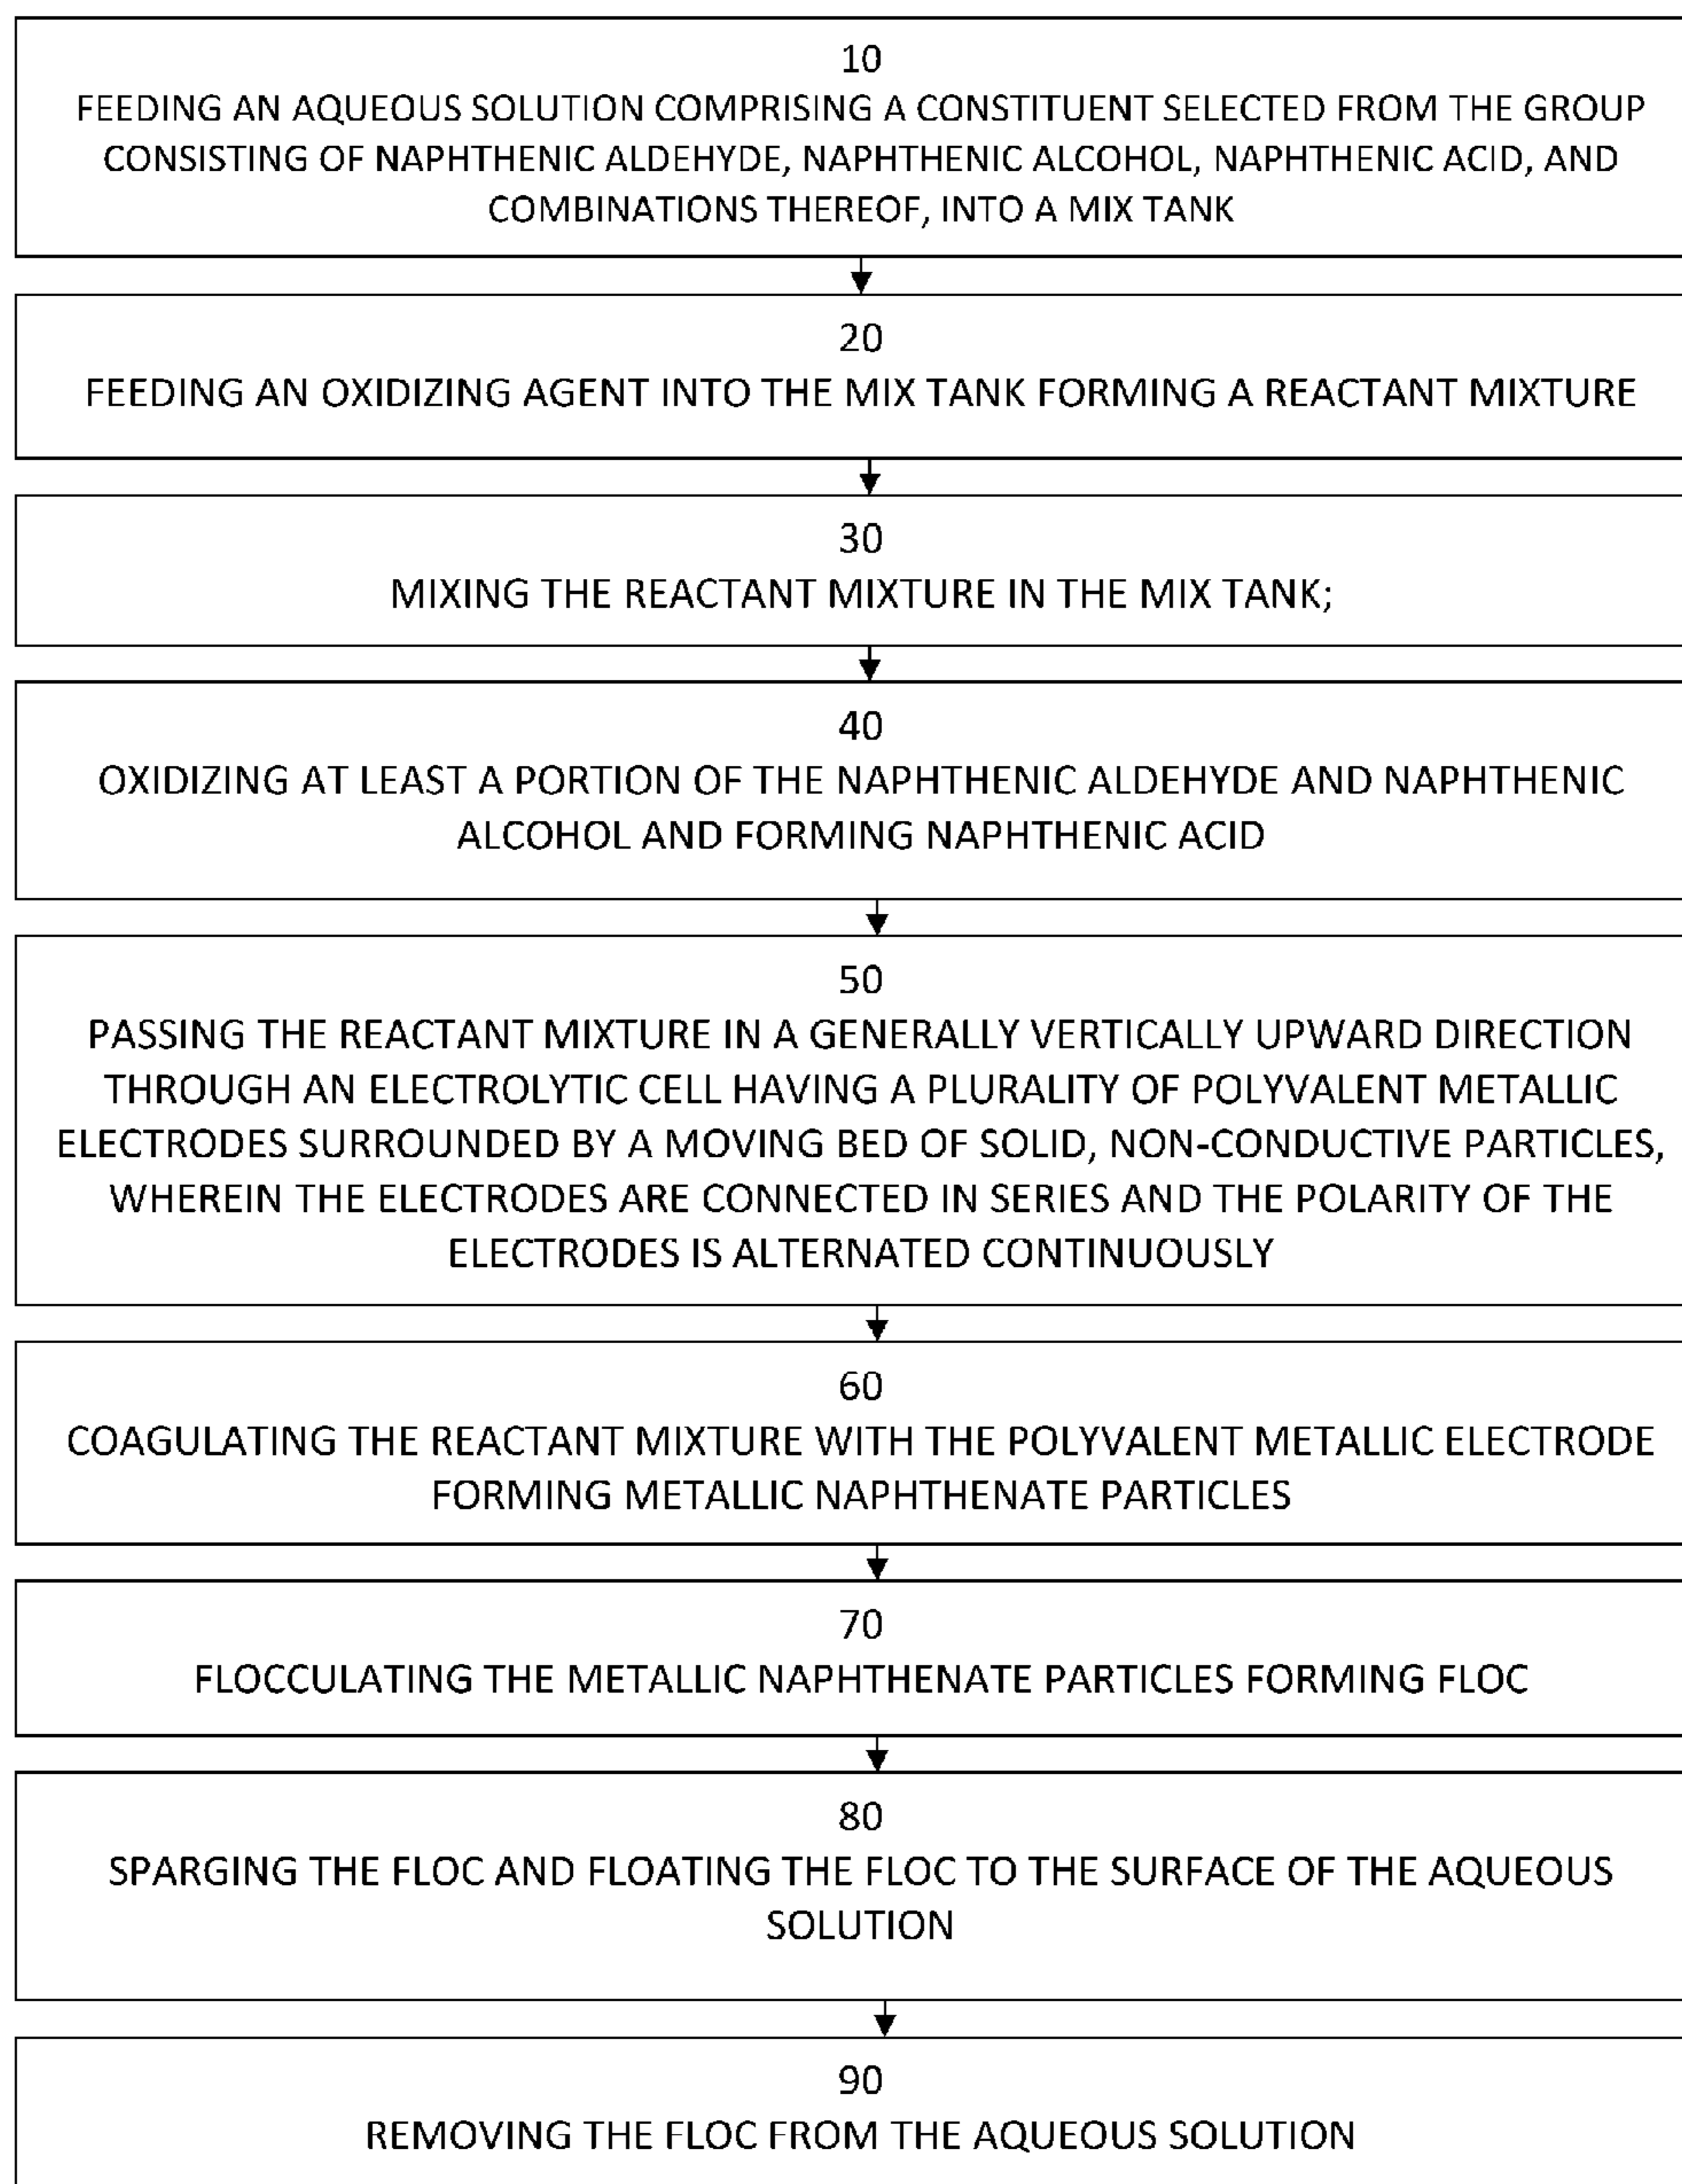 10
FEEDING AN AQUEOUS SOLUTION COMPRISING A CONSTITUENT SELECTED FROM THE GROUP
CONSISTING OF NAPHTHENIC ALDEHYDE, NAPHTHENIC ALCOHOL, NAPHTHENIC ACID, AND
COMBINATIONS THEREOF, INTO A MIX TANK
20
FEEDING AN OXIDIZING AGENT INTO THE MIX TANK FORMING A REACTANT MIXTURE
30
MIXING THE REACTANT MIXTURE IN THE MIX TANK;
40
OXIDIZING AT LEAST A PORTION OF THE NAPHTHENIC ALDEHYDE AND NAPHTHENIC
ALCOHOL AND FORMING NAPHTHENIC ACID
50
PASSING THE REACTANT MIXTURE IN A GENERALLY VERTICALLY UPWARD DIRECTION
THROUGH AN ELECTROLYTIC CELL HAVING A PLURALITY OF POLYVALENT METALLIC
ELECTRODES SURROUNDED BY A MOVING BED OF SOLID, NON-CONDUCTIVE PARTICLES,
WHEREIN THE ELECTRODES ARE CONNECTED IN SERIES AND THE POLARITY OF THE
ELECTRODES IS ALTERNATED CONTINUOUSLY
60
COAGULATING THE REACTANT MIXTURE WITH THE POLYVALENT METALLIC ELECTRODE
FORMING METALLIC NAPHTHENATE PARTICLES
70
FLOCCULATING THE METALLIC NAPHTHENATE PARTICLES FORMING FLOC
80
SPARGING THE FLOC AND FLOATING THE FLOC TO THE SURFACE OF THE AQUEOUS
SOLUTION
90
REMOVING THE FLOC FROM THE AQUEOUS SOLUTION